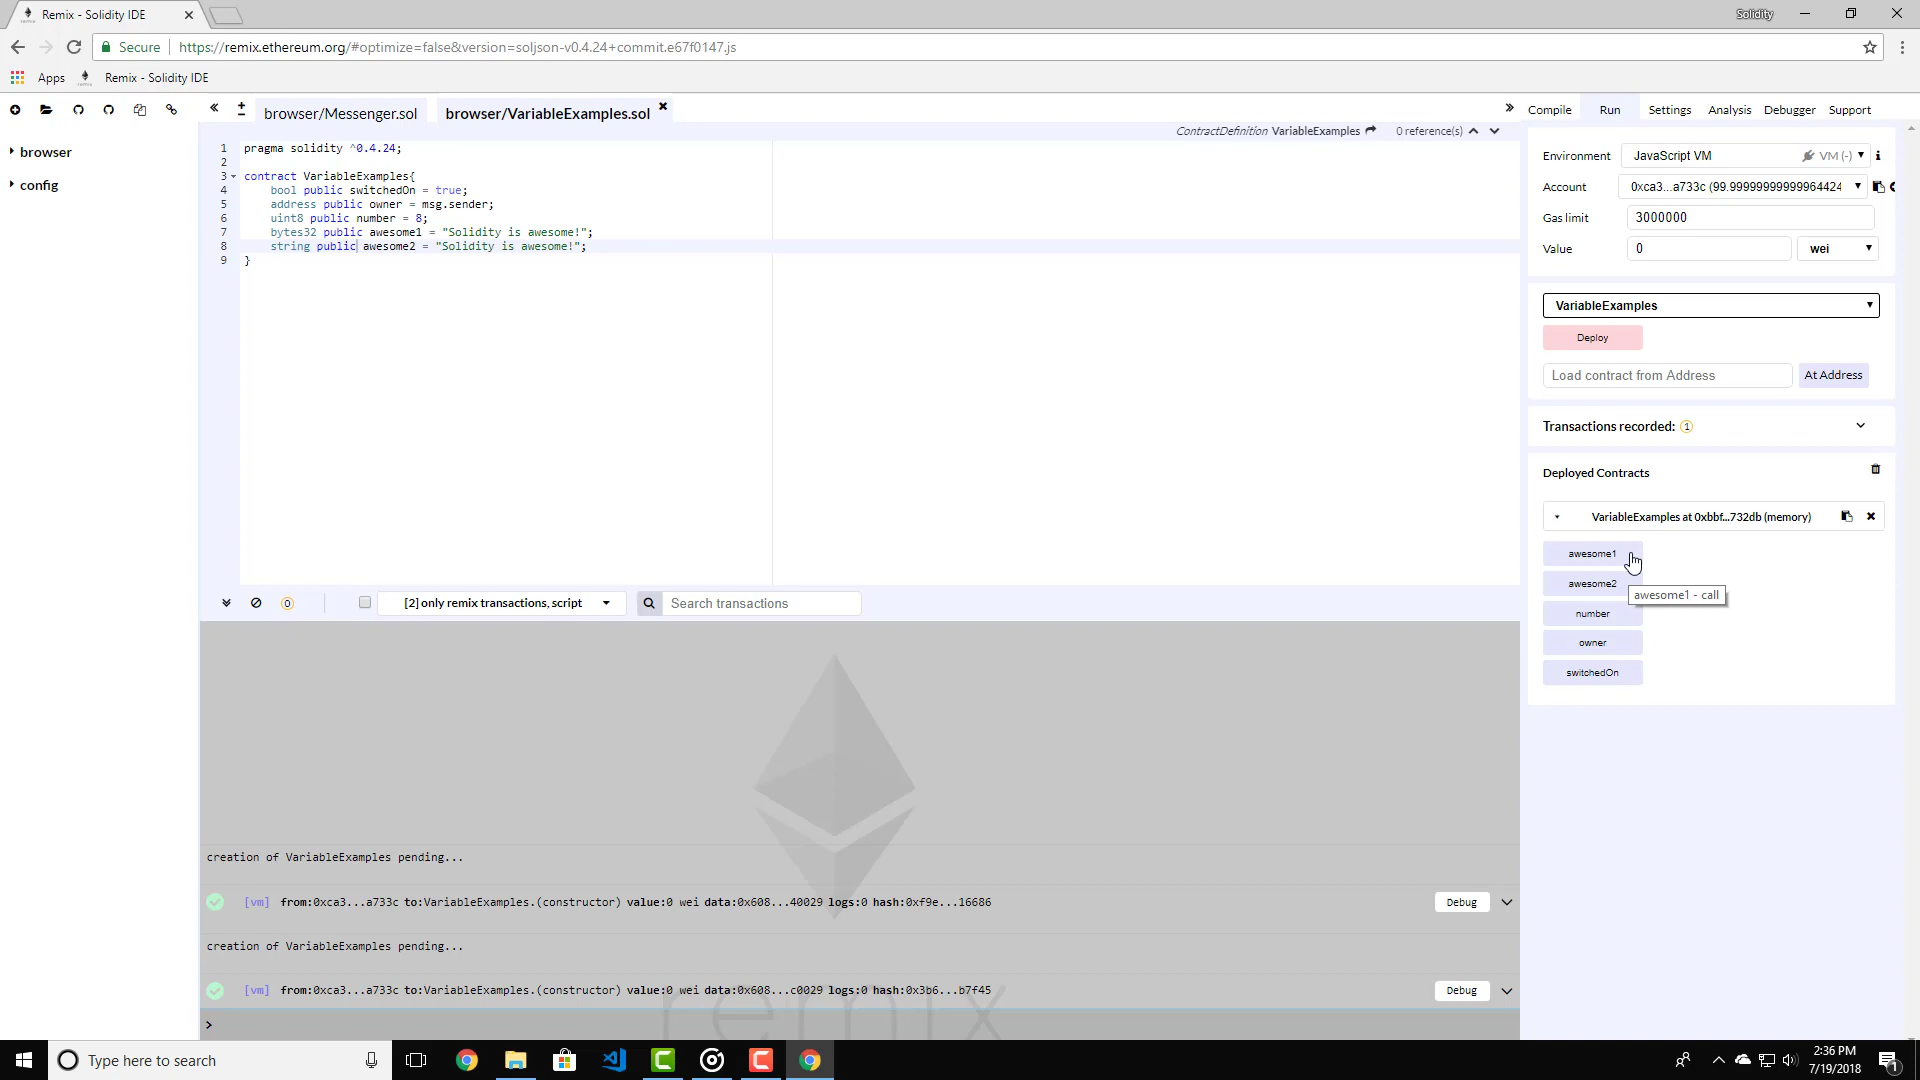 Remix - Solidity IDE
Solidity
Secure
https://remix.ethereum.org/#optimize=false&version=soljson-v0.4.24+commit.e67f0147.js
Apps
Remix - Solidity IDE
browser
config
browser/Messenger.sol
browser/VariableExamples.sol
ContractDefinition VariableExamples
0 reference(s)
1 pragma solidity ^0.4.24;
2
3 contract VariableExamples{
4 bool public switchedOn = true;
5 address public owner = msg.sender;
6 uint8 public number = 8;
7 bytes32 public awesome1 = "Solidity is awesome!";
8 string public awesome2 = "Solidity is awesome!";
9 }
0
[2] only remix transactions, script
Search transactions
creation of VariableExamples pending...
[vm] from:0xca3...a733c to:VariableExamples.(constructor) value:0 wei data:0x608...40029 logs:0 hash:0xf9e...16686
Debug
creation of VariableExamples pending...
[vm] from:0xca3...a733c to:VariableExamples.(constructor) value:0 wei data:0x608...c0029 logs:0 hash:0x3b6...b7f45
Debug
remix
>
Compile
Run
Settings
Analysis
Debugger
Support
Environment
JavaScript VM
VM (-)
Account
0xca3...a733c (99.99999999999964424
Gas limit
3000000
Value
0
wei
VariableExamples
Deploy
Load contract from Address
At Address
Transactions recorded: 1
Deployed Contracts
VariableExamples at 0xbbf...732db (memory)
awesome1
awesome2
awesome1 - call
number
owner
switchedOn
Type here to search
2:36 PM
7/19/2018
1